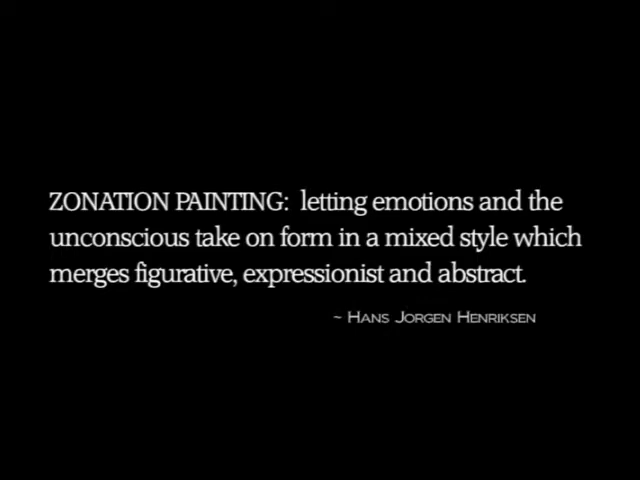 ZONATION PAINTING:  letting emotions and the
unconscious take on form in a mixed style which
merges figurative, expressionist and abstract.
~ HANS JORGEN HENRIKSEN